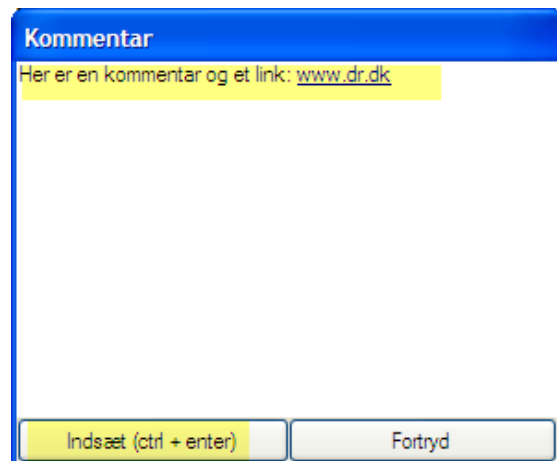 Kommentar
Her er en kommentar og et link: www.dr.dk
Indsæt (ctrl + enter) Fortryd